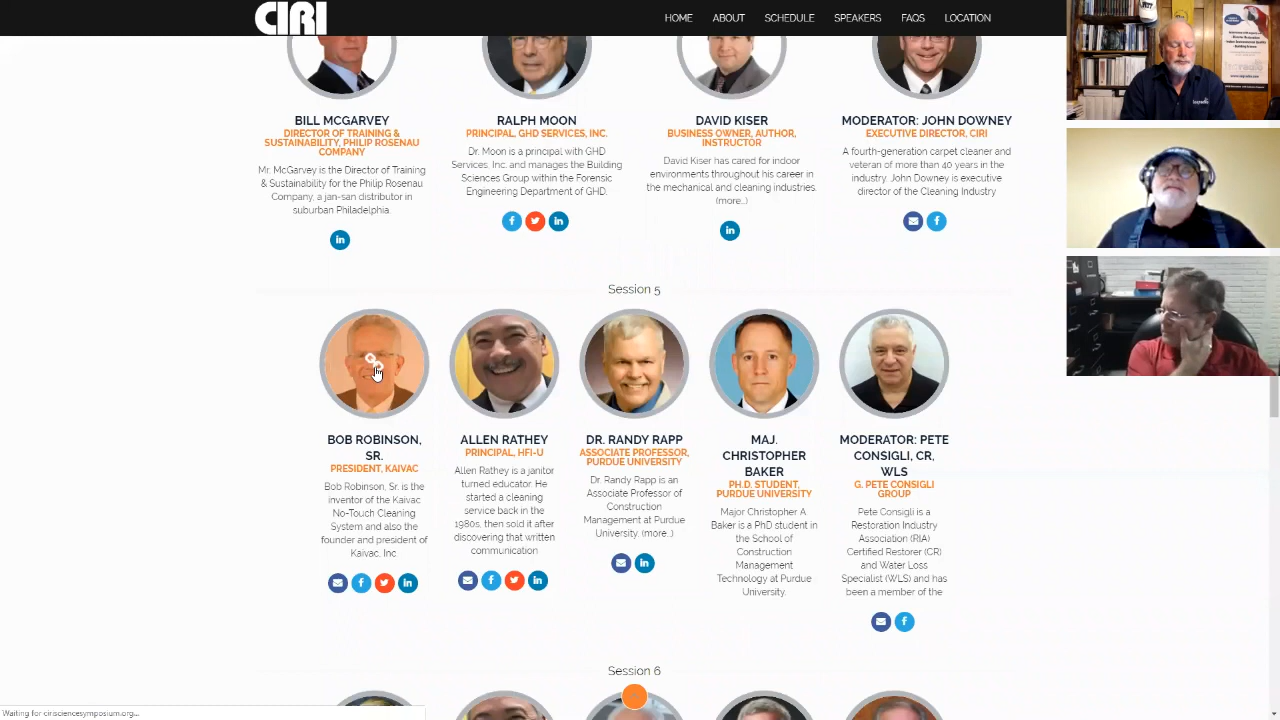 CIRI
HOME ABOUT SCHEDULE SPEAKERS FAQS LOCATION
BILL MCGARVEY
DIRECTOR OF TRAINING &
SUSTAINABILITY, PHILIP ROSENAU
COMPANY
Mr. McGarvey is the Director of Training
& Sustainability for the Philip Rosenau
Company, a jan-san distributor in
suburban Philadelphia.
RALPH MOON
PRINCIPAL, GHD SERVICES, INC.
Dr. Moon is a principal with GHD
Services, Inc. and manages the Building
Sciences Group within the Forensic
Engineering Department of GHD.
DAVID KISER
BUSINESS OWNER, AUTHOR,
INSTRUCTOR
David Kiser has cared for indoor
environments throughout his career in
the mechanical and cleaning industries.
(more...)
MODERATOR: JOHN DOWNEY
EXECUTIVE DIRECTOR, CIRI
A fourth-generation carpet cleaner and
veteran of more than 40 years in the
industry, John Downey is executive
director of the Cleaning Industry
Session 5
BOB ROBINSON,
SR.
PRESIDENT, KAIVAC
Bob Robinson, Sr. is the
inventor of the Kaivac
No-Touch Cleaning
System and also the
founder and president of
Kaivac, Inc
ALLEN RATHEY
PRINCIPAL, HFI-U
Allen Rathey is a janitor
turned educator. He
started a cleaning
service back in the
1980s, then sold it after
discovering that written
communication
DR. RANDY RAPP
ASSOCIATE PROFESSOR,
PURDUE UNIVERSITY
Dr. Randy Rapp is an
Associate Professor of
Construction
Management at Purdue
University. (more...)
MAJ.
CHRISTOPHER
BAKER
PH.D. STUDENT,
PURDUE UNIVERSITY
Major Christopher A.
Baker is a PhD student in
the School of
Construction
Management
Technology at Purdue
University.
MODERATOR: PETE
CONSIGLI, CR,
WLS
G. PETE CONSIGLI
GROUP
Pete Consigli is a
Restoration Industry
Association (RIA)
Certified Restorer (CR)
and Water Loss
Specialist (WLS) and has
been a member of the
Session 6
Waiting for cirisciencesymposium.org...